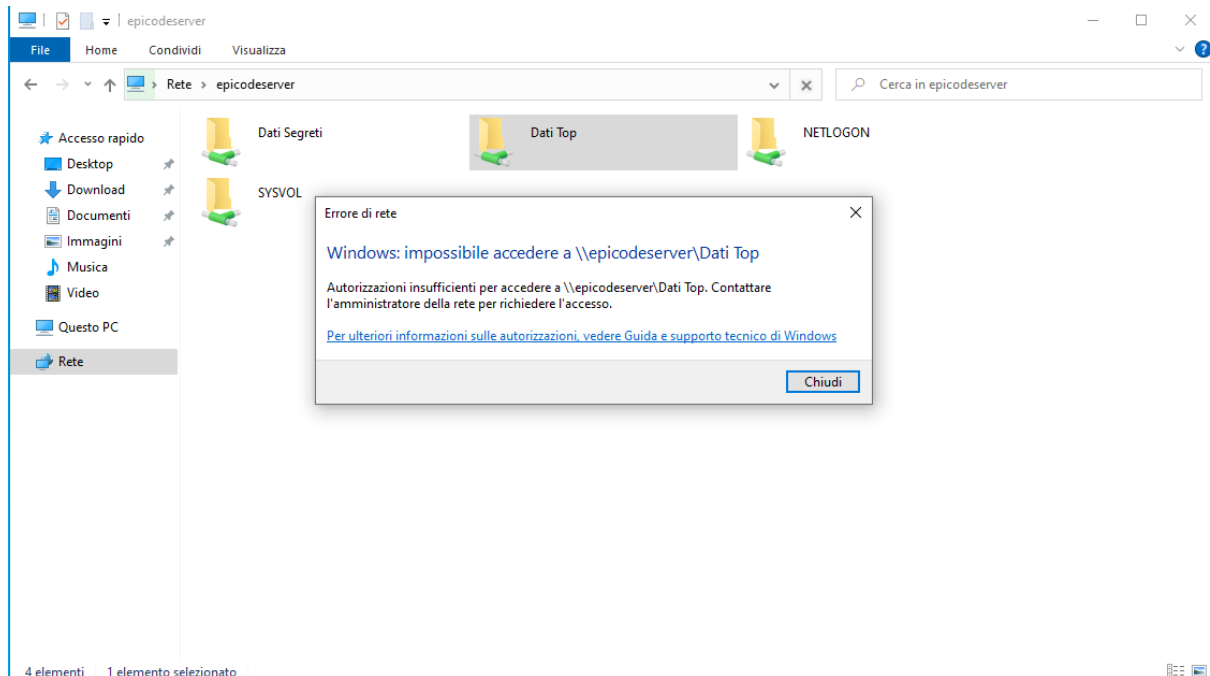 epicodeserver
File Home Condividi Visualizza
Rete epicodeserver Cerca in epicodeserver
Accesso rapido
Desktop
Download
Documenti
Immagini
Musica
Video
Questo PC
Rete
Dati Segreti Dati Top NETLOGON
SYSVOL
Errore di rete
Windows: impossibile accedere a \\epicodeserver\Dati Top
Autorizzazioni insufficienti per accedere a \\epicodeserver\Dati Top. Contattare
l'amministratore della rete per richiedere l'accesso.
Per ulteriori informazioni sulle autorizzazioni, vedere Guida e supporto tecnico di Windows
Chiudi
4 elementi 1 elemento selezionato